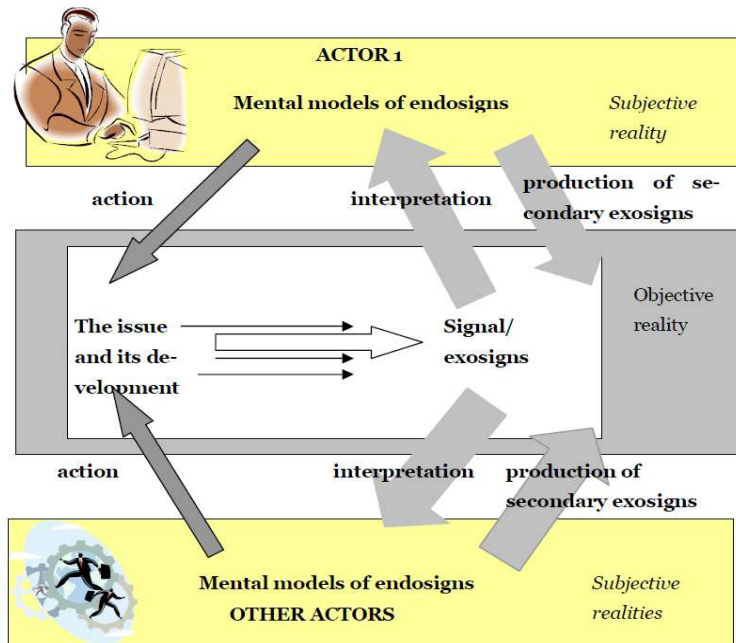 ACTOR 1
Mental models of endosigns
Subjective
reality
action
interpretation
production of se-
condary exosigns
Objective
reality
The issue
and its de-
velopment
Signal/
exosigns
action
interpretation
production of
secondary exosigns
Mental models of endosigns
OTHER ACTORS
Subjective
realities